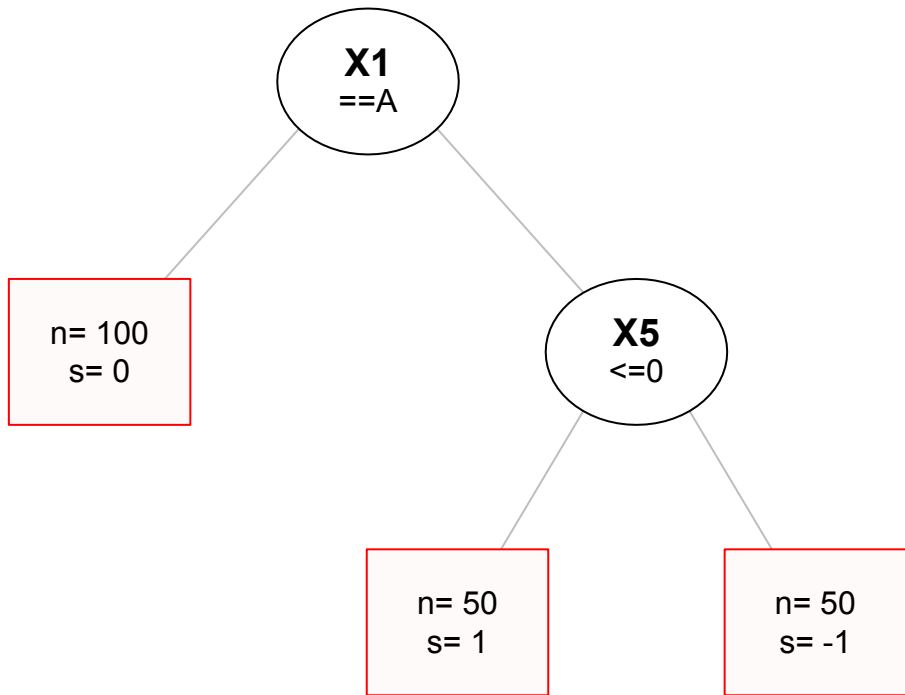 X1
==A
n= 100
s= 0
X5
<=0
n= 50
s= 1
n= 50
s= -1